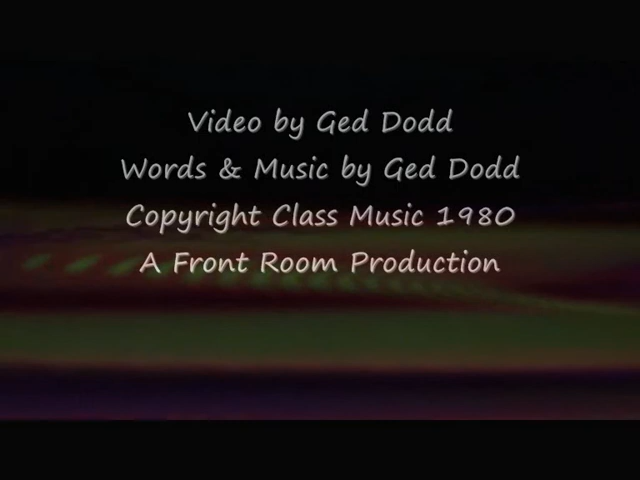 Video by Ged Dodd
Words & Music by Ged Dodd
Copyright Class Music 1980
A Front Room Production